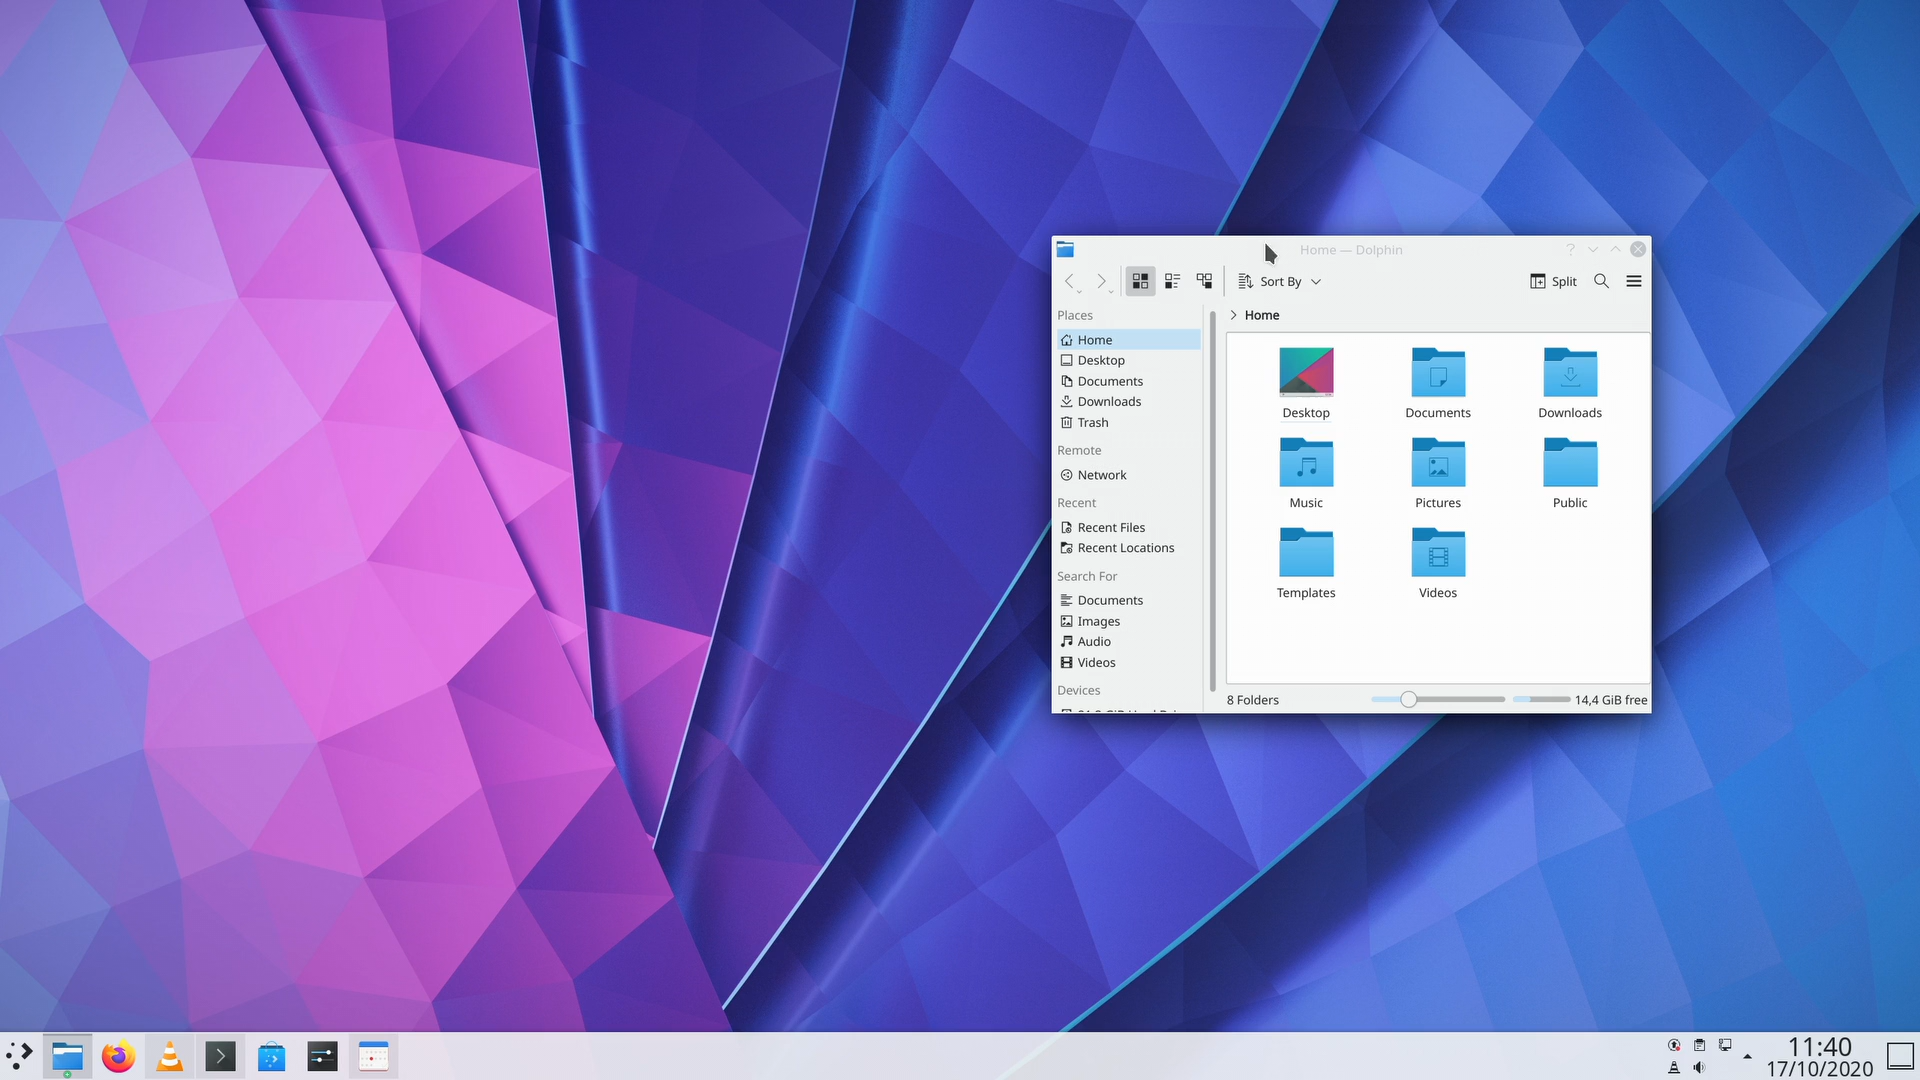 Home — Dolphin
Sort By
Split
Places
Home
Desktop
Documents
Downloads
Trash
Remote
Network
Recent
Recent Files
Recent Locations
Search For
Documents
Images
Audio
Videos
Devices
Home
Desktop
Documents
Downloads
Music
Pictures
Public
Templates
Videos
8 Folders
14,4 GiB free
11:40
17/10/2020